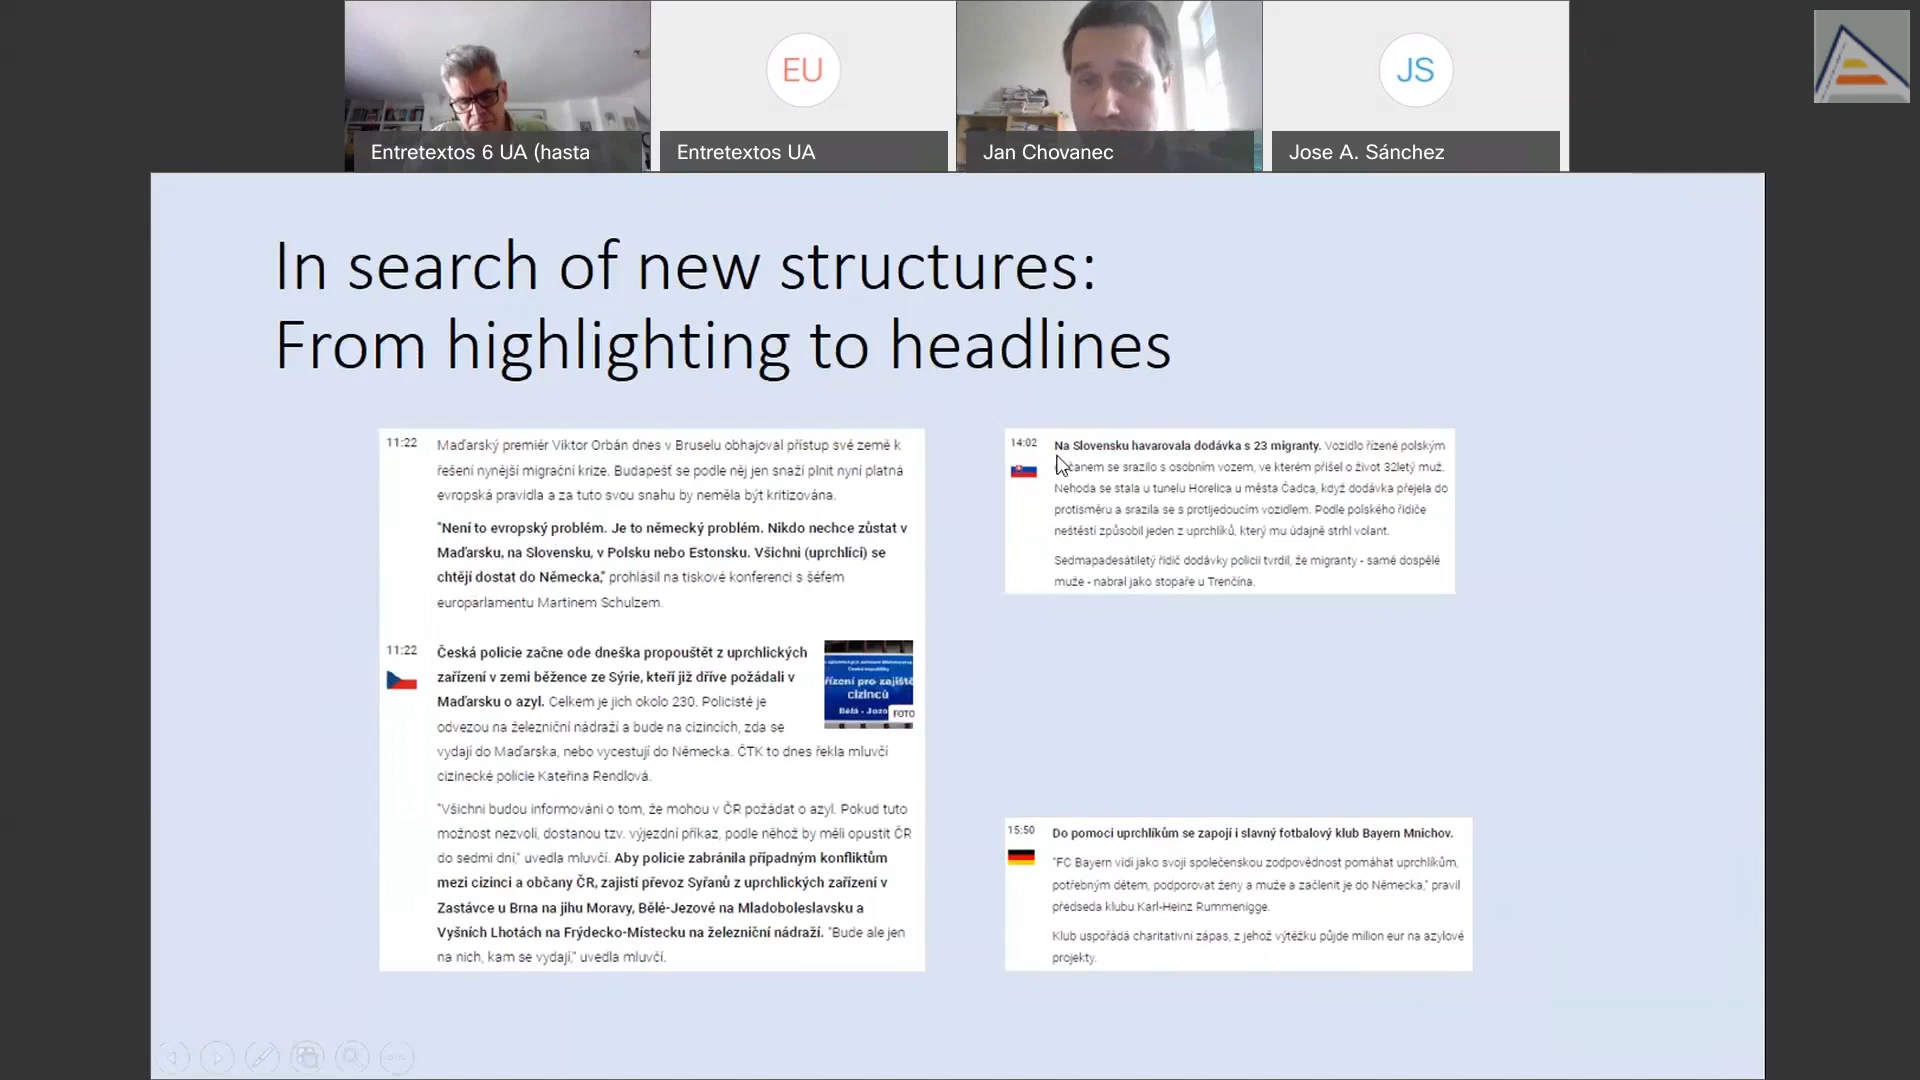 EU
JS
Entretextos 6 UA (hasta
Entretextos UA
Jan Chovanec
Jose A. Sánchez
In search of new structures:
From highlighting to headlines
11:22
Maďarský premiér Viktor Orbán dnes v Bruselu obhajoval přístup své země k
řešení nynější migrační krize. Budapešť se podle něj jen snaží plnit nyní platná
evropská pravidla a za tuto svou snahu by neměla být kritizována.
"Není to evropský problém. Je to německý problém. Nikdo nechce zůstat v
Maďarsku, na Slovensku, v Polsku nebo Estonsku. Všichni (uprchlíci) se
chtějí dostat do Německa," prohlásil na tiskové konferenci s šéfem
europarlamentu Martinem Schulzem.
11:22
Česká policie začne ode dneška propouštět z uprchlických
zařízení v zemi běžence ze Sýrie, kteří již dříve požádali v
Maďarsku o azyl. Celkem je jich okolo 230. Policisté je
odvezou na železniční nádraží a bude na cizincích, zda se
vydají do Maďarska, nebo vycestují do Německa. ČTK to dnes řekla mluvčí
cizinecké policie Kateřina Rendlová.
"Všichni budou informováni o tom, že mohou v ČR požádat o azyl. Pokud tuto
možnost nezvolí, dostanou tzv. výjezdní příkaz, podle něhož by měli opustit ČR
do sedmi dní," uvedla mluvčí. Aby policie zabránila případným konfliktům
mezi cizinci a občany ČR, zajistí převoz Syřanů z uprchlických zařízení v
Zastávce u Brna na jihu Moravy, Bělé-Jezové na Mladoboleslavsku a
Vyšních Lhotách na Frýdecko-Místecku na železniční nádraží. "Bude ale jen
na nich, kam se vydají," uvedla mluvčí.
České republiky
řízení pro zajiště
cizinců
Bělá - Jezo
FOTO
14:02
Na Slovensku havarovala dodávka s 23 migranty. Vozidlo řízené polským
se srazilo s osobním vozem, ve kterém přišel o život 32letý muž.
Nehoda se stala u tunelu Horelica u města Čadca, když dodávka přejela do
protisměru a srazila se s protijedoucím vozidlem. Podle polského řidiče
neštěstí způsobil jeden z uprchlíků, který mu údajně strhl volant.
Sedmapadesátiletý řidič dodávky policii tvrdil, že migranty - samé dospělé
muže - nabral jako stopaře u Trenčína.
15:50
Do pomoci uprchlíkům se zapojí i slavný fotbalový klub Bayern Mnichov.
"FC Bayern vidí jako svoji společenskou zodpovědnost pomáhat uprchlíkům,
potřebným dětem, podporovat ženy a muže a začlenit je do Německa," pravil
předseda klubu Karl-Heinz Rummenigge.
Klub uspořádá charitativní zápas, z jehož výtěžku půjde milion eur na azylové
projekty.